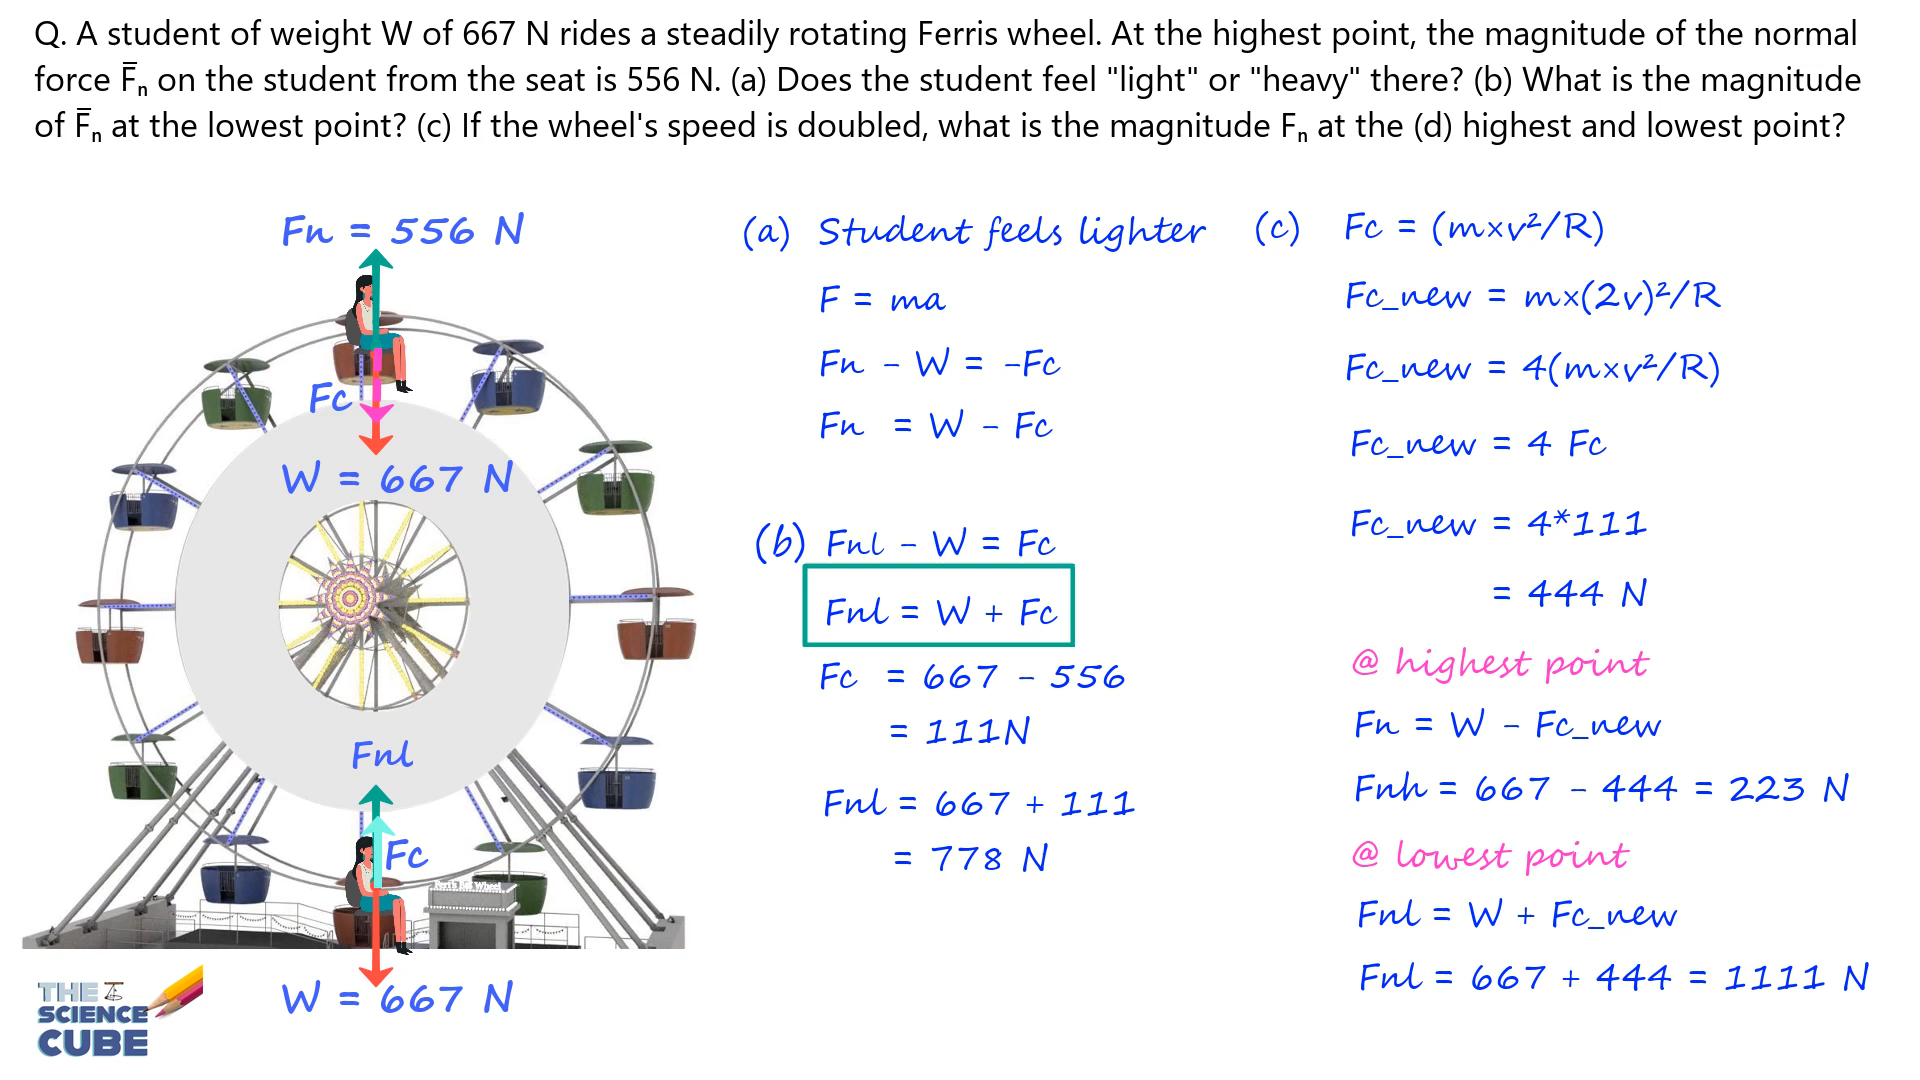 Q. A student of weight W of 667 N rides a steadily rotating Ferris wheel. At the highest point, the magnitude of the normal
force F̅ₙ on the student from the seat is 556 N. (a) Does the student feel "light" or "heavy" there? (b) What is the magnitude
of F̅ₙ at the lowest point? (c) If the wheel's speed is doubled, what is the magnitude Fₙ at the (d) highest and lowest point?
Fn = 556 N
Fc
W = 667 N
Fnl
Fc
Ferris Big Wheel
W = 667 N
THE
SCIENCE
CUBE
(a) Student feels lighter
F = ma
Fn - W = -Fc
Fn = W - Fc
(b) Fnl - W = Fc
Fnl = W + Fc
Fc = 667 - 556
= 111N
Fnl = 667 + 111
= 778 N
(c) Fc = (m×v²/R)
Fc_new = m×(2v)²/R
Fc_new = 4(m×v²/R)
Fc_new = 4 Fc
Fc_new = 4*111
= 444 N
@ highest point
Fn = W - Fc_new
Fnh = 667 - 444 = 223 N
@ lowest point
Fnl = W + Fc_new
Fnl = 667 + 444 = 1111 N